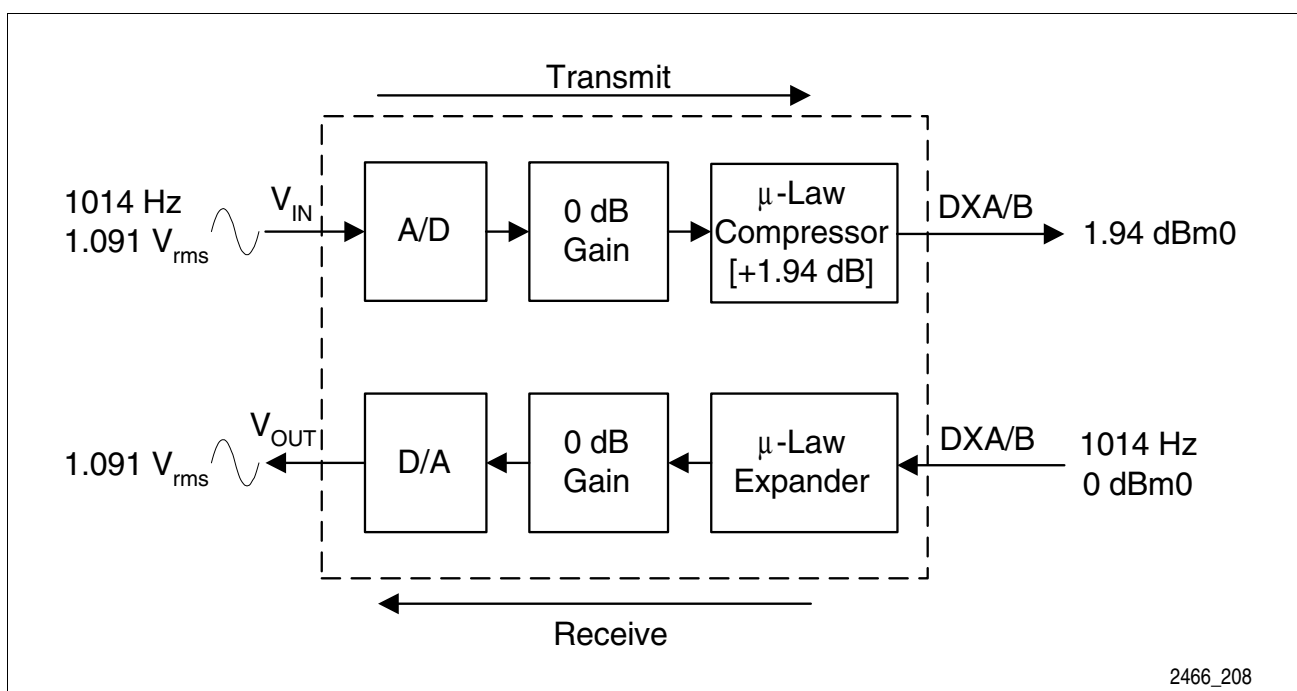 Transmit
1014 Hz
1.091 Vrms
VIN
A/D
0 dB
Gain
μ-Law
Compressor
[+1.94 dB]
DXA/B
1.94 dBm0
1.091 Vrms
VOUT
D/A
0 dB
Gain
μ-Law
Expander
DXA/B
1014 Hz
0 dBm0
Receive
2466_208